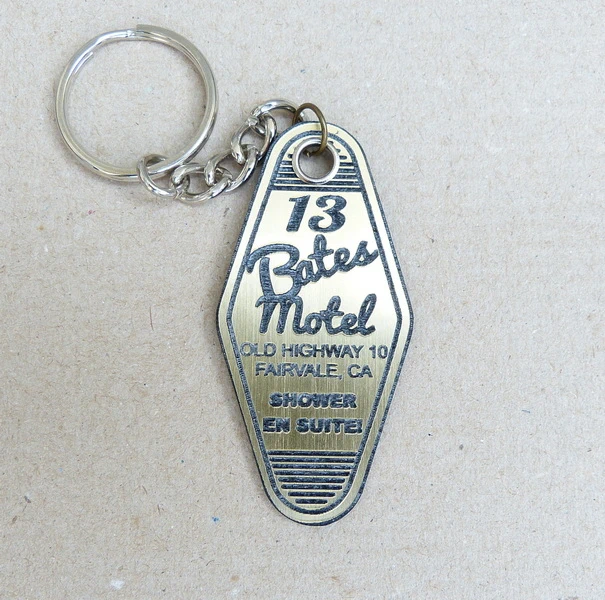 13
Bates
Motel
OLD HIGHWAY 10
FAIRVALE, CA
SHOWER
EN SUITE!